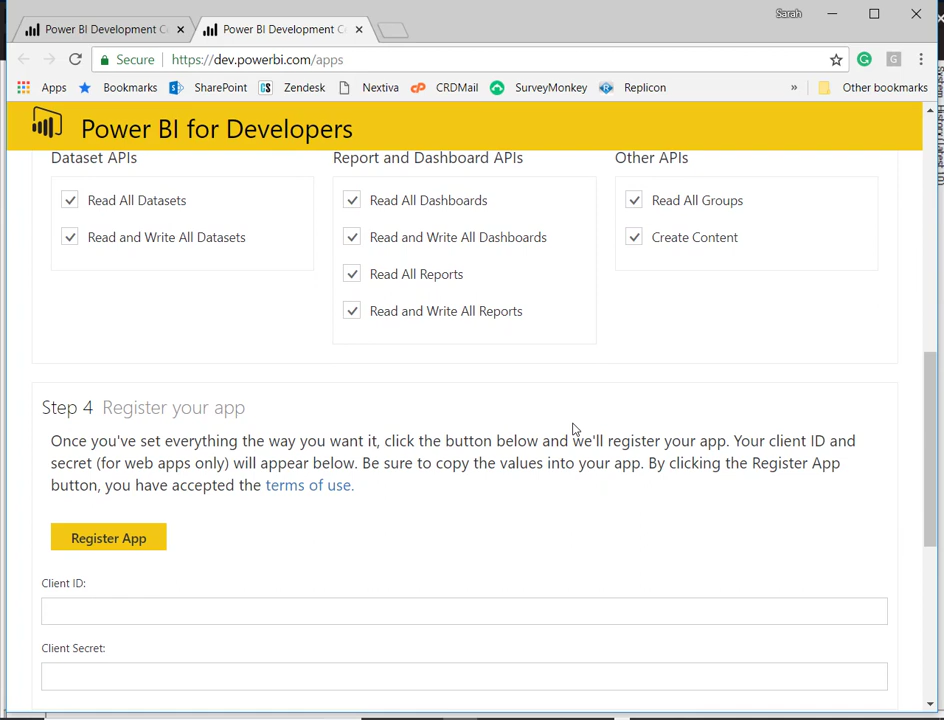 Sarah
Power BI Development C
Power BI Development C
Secure
https://dev.powerbi.com/apps
G
Apps
Bookmarks
SharePoint
Zendesk
Nextiva
CRDMail
SurveyMonkey
Replicon
»
Other bookmarks
Power BI for Developers
Dataset APIs
Report and Dashboard APIs
Other APIs
Read All Datasets
Read All Dashboards
Read All Groups
Read and Write All Datasets
Read and Write All Dashboards
Create Content
Read All Reports
Read and Write All Reports
Step 4 Register your app
Once you've set everything the way you want it, click the button below and we'll register your app. Your client ID and
secret (for web apps only) will appear below. Be sure to copy the values into your app. By clicking the Register App
button, you have accepted the terms of use.
Register App
Client ID:
Client Secret: